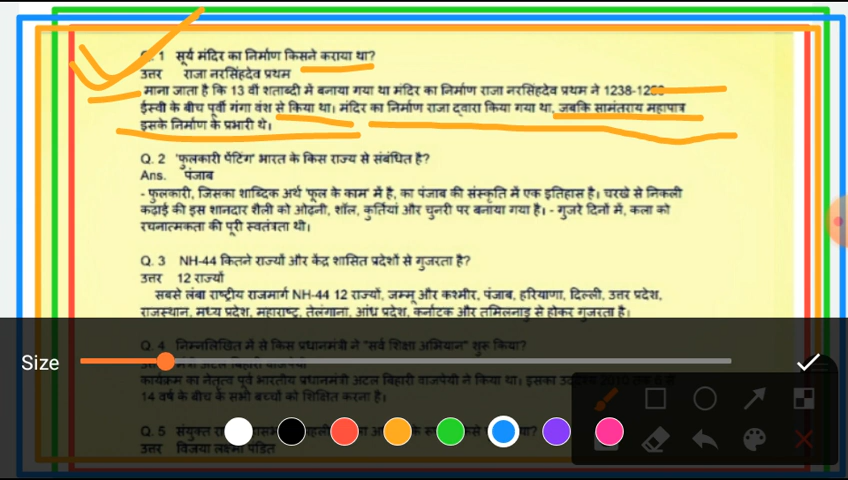 Q. 1 सूर्य मंदिर का निर्माण किसने कराया था?
उत्तर राजा नरसिंहदेव प्रथम
माना जाता है कि 13 वीं शताब्दी में बनाया गया था मंदिर का निर्माण राजा नरसिंहदेव प्रथम ने 1238-
ईस्वी के बीच पूर्वी गंगा वंश से किया था। मंदिर का निर्माण राजा द्वारा किया गया था, जबकि सामंतराय महापात्र
इसके निर्माण के प्रभारी थे।
Q. 2 'फुलकारी पेंटिंग' भारत के किस राज्य से संबंधित है?
Ans. पंजाब
- फुलकारी, जिसका शाब्दिक अर्थ 'फूल के काम' में है, का पंजाब की संस्कृति में एक इतिहास है। चरखे से निकली
कढ़ाई की इस शानदार शैली को ओढ़नी, शॉल, कुर्तियां और चुनरी पर बनाया गया है। - गुजरे दिनों में, कला को
रचनात्मकता की पूरी स्वतंत्रता थी।
Q. 3 NH-44 कितने राज्यों और केंद्र शासित प्रदेशों से गुजरता है?
उत्तर 12 राज्यों
सबसे लंबा राष्ट्रीय राजमार्ग NH-44 12 राज्यों, जम्मू और कश्मीर, पंजाब, हरियाणा, दिल्ली, उत्तर प्रदेश,
राजस्थान, मध्य प्रदेश, महाराष्ट्र, तेलंगाना, आंध्र प्रदेश, कर्नाटक और तमिलनाडु से होकर गुजरता है।
Size
Q. 4 निम्नलिखित में से किस प्रधानमंत्री ने "सर्व शिक्षा अभियान" शुरू किया?
अटल बिहारी वाजपेयी
कार्यक्रम का नेतृत्व पूर्व भारतीय प्रधानमंत्री अटल बिहारी वाजपेयी ने किया था। इसका 2010
14 वर्ष के बीच के सभी बच्चों को शिक्षित करना है।
Q. 5 संयुक्त
उत्तर विजया लक्ष्मी पंडित